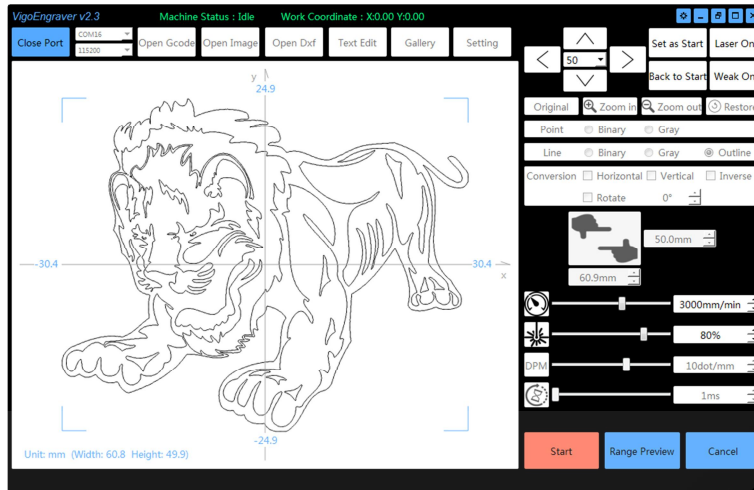 VigoEngraver v2.3 Machine Status : Idle Work Coordinate : X:0.00 Y:0.00
Close Port COM16 115200 Open Gcode Open Image Open Dxf Text Edit Gallery Setting
50 Set as Start Laser On
Back to Start Weak On
Original Zoom in Zoom out Restore
Point Binary Gray
Line Binary Gray Outline
Conversion Horizontal Vertical Inverse
Rotate 0°
y
24.9
-30.4 30.4
x
-24.9
Unit: mm (Width: 60.8 Height: 49.9)
50.0mm
60.9mm
3000mm/min
80%
DPM 10dot/mm
1ms
Start Range Preview Cancel